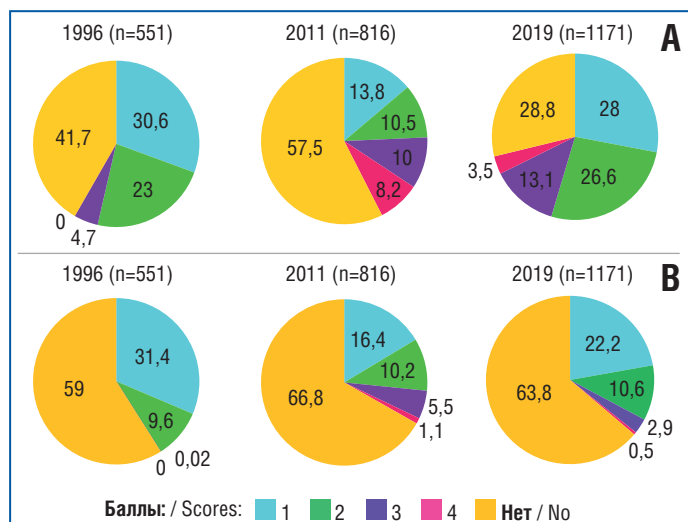 1996 (n=551) 2011 (n=816) 2019 (n=1171) A
41,7 30,6 23 4,7 0
57,5 13,8 10,5 10 8,2
28,8 28 26,6 13,1 3,5
1996 (n=551) 2011 (n=816) 2019 (n=1171) B
59 31,4 9,6 0,02 0
66,8 16,4 10,2 5,5 1,1
63,8 22,2 10,6 2,9 0,5
Баллы: / Scores: 1 2 3 4 Нет / No